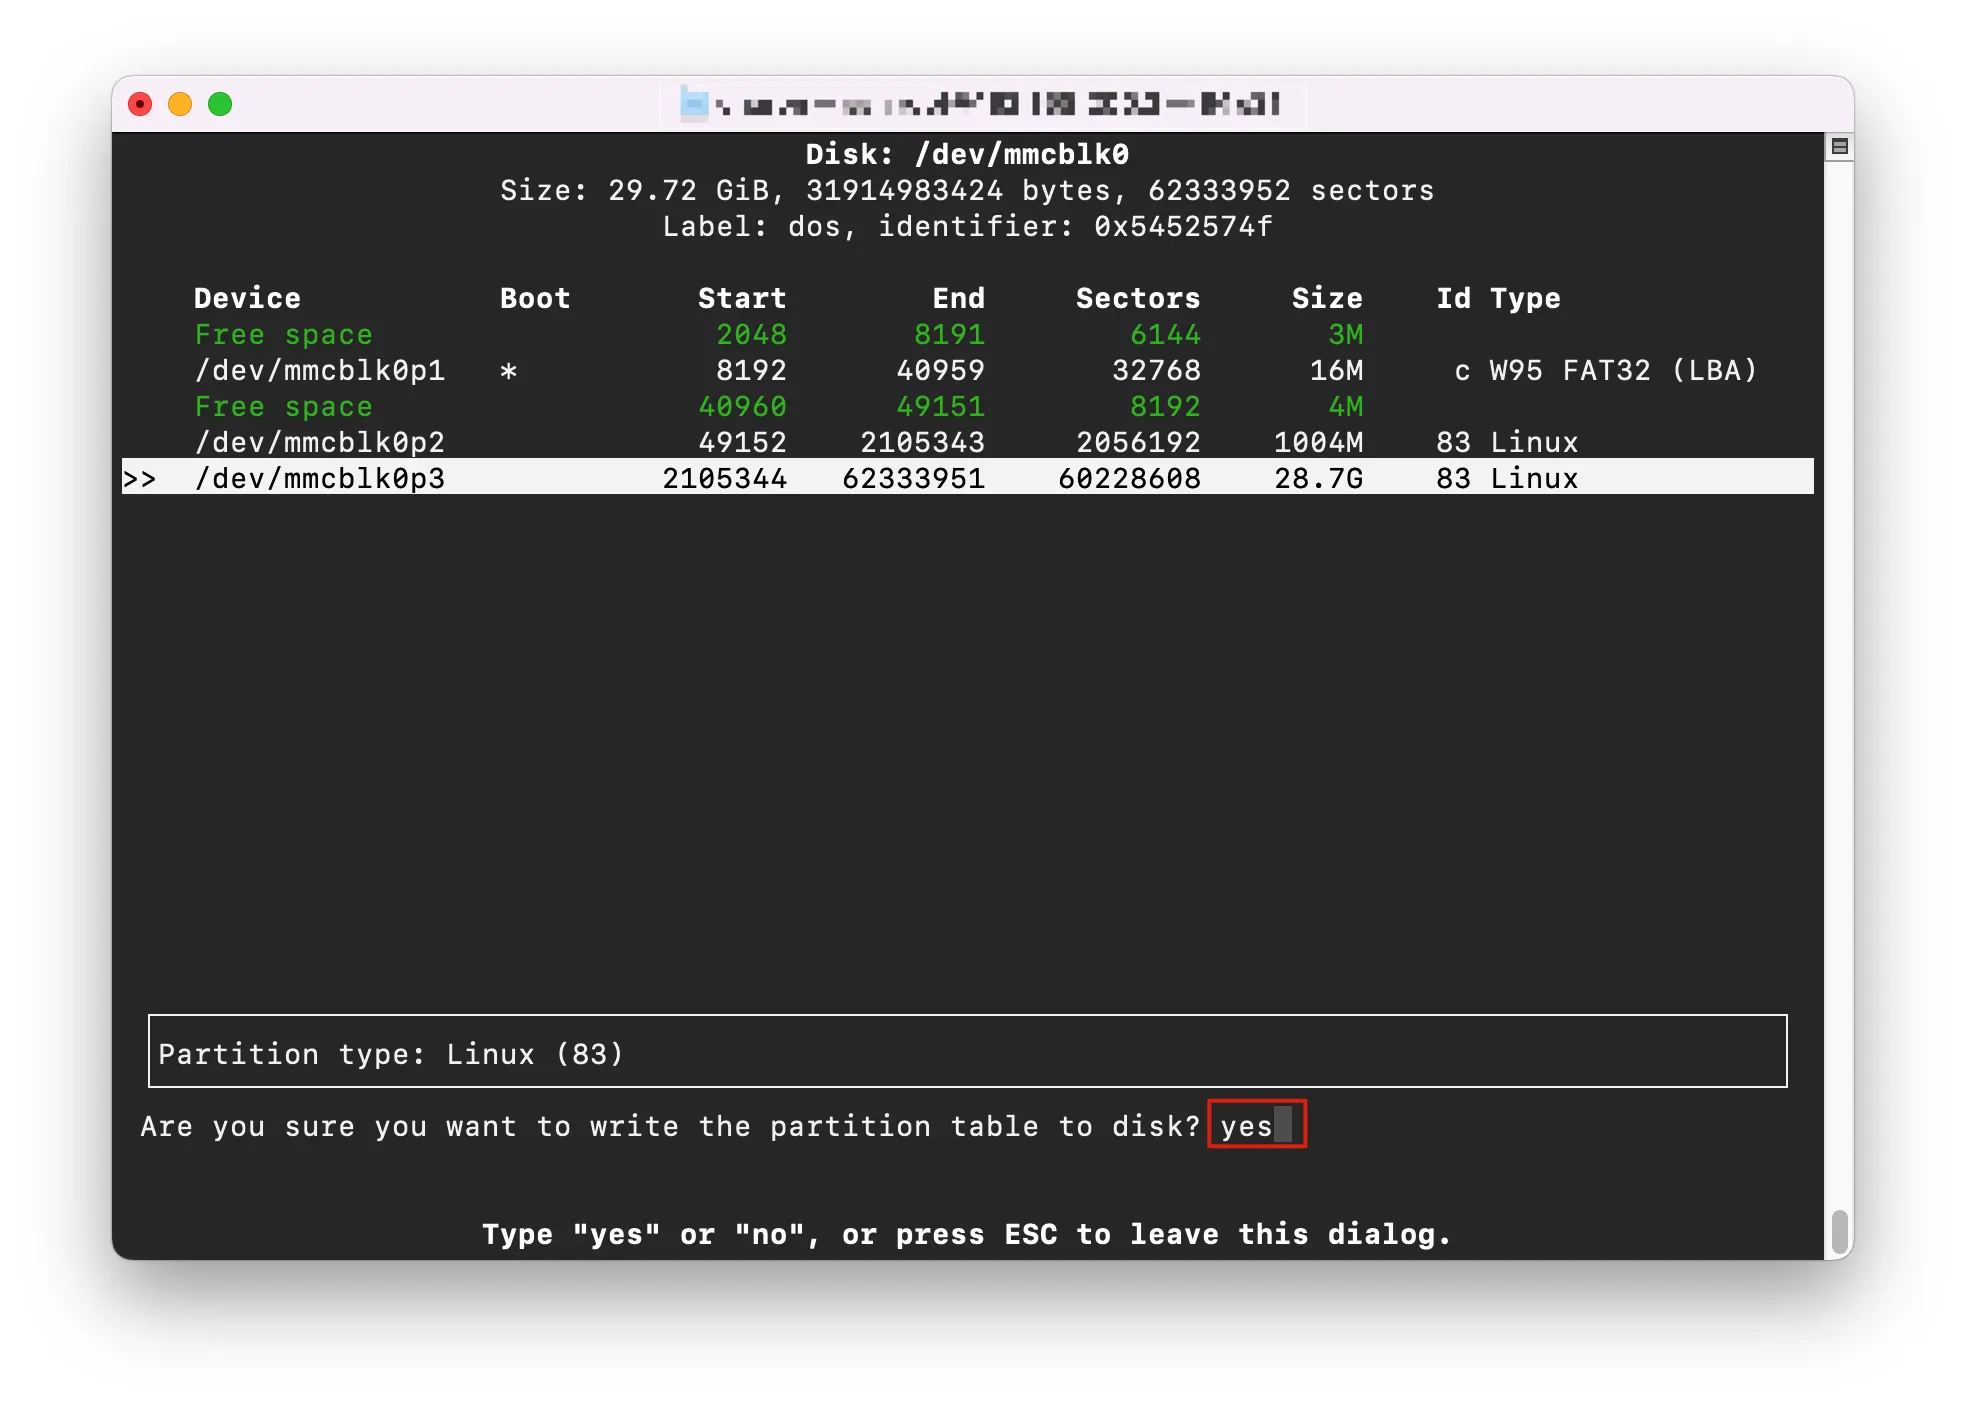 Disk: /dev/mmcblk0
Size: 29.72 GiB, 31914983424 bytes, 62333952 sectors
Label: dos, identifier: 0x5452574f
Device Boot Start End Sectors Size Id Type
Free space 2048 8191 6144 3M
/dev/mmcblk0p1 * 8192 40959 32768 16M c W95 FAT32 (LBA)
Free space 40960 49151 8192 4M
/dev/mmcblk0p2 49152 2105343 2056192 1004M 83 Linux
>> /dev/mmcblk0p3 2105344 62333951 60228608 28.7G 83 Linux
Partition type: Linux (83)
Are you sure you want to write the partition table to disk? yes
Type "yes" or "no", or press ESC to leave this dialog.